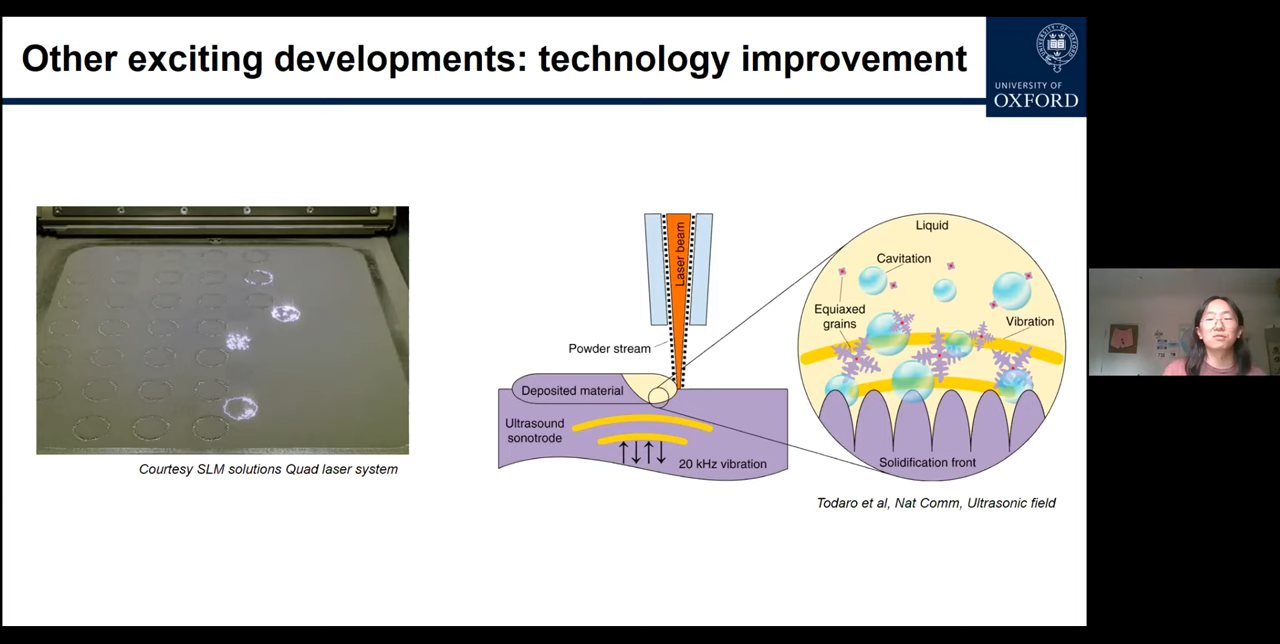 Other exciting developments: technology improvement
UNIVERSITY OF
OXFORD
Courtesy SLM solutions Quad laser system
Laser beam
Powder stream
Deposited material
Ultrasound
sonotrode
20 kHz vibration
Liquid
Cavitation
Equiaxed
grains
Vibration
Solidification front
Todaro et al, Nat Comm, Ultrasonic field